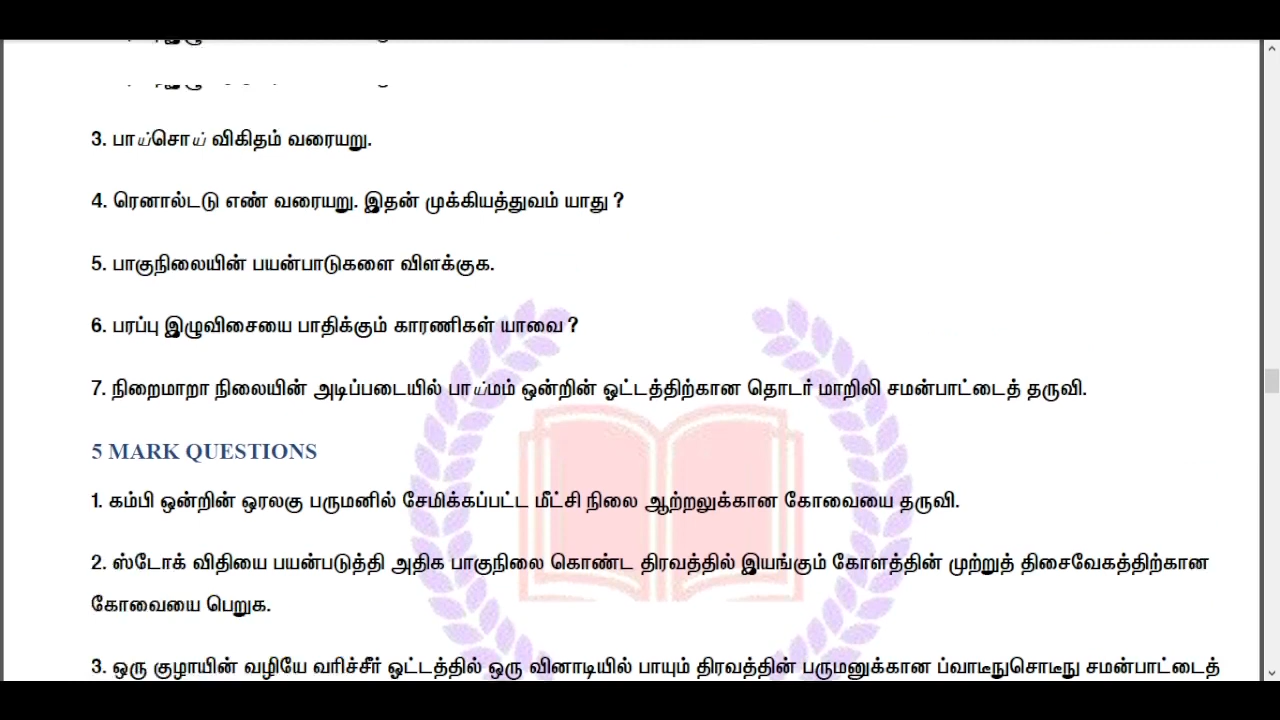 3. பாய்சொய் விகிதம் வரையறு.
4. ரெனால்டடு எண் வரையறு. இதன் முக்கியத்துவம் யாது ?
5. பாகுநிலையின் பயன்பாடுகளை விளக்குக.
6. பரப்பு இழுவிசையை பாதிக்கும் காரணிகள் யாவை ?
7. நிறைமாறா நிலையின் அடிப்படையில் பாய்மம் ஒன்றின் ஓட்டத்திற்கான தொடர் மாறிலி சமன்பாட்டைத் தருவி.
5 MARK QUESTIONS
1. கம்பி ஒன்றின் ஒரலகு பருமனில் சேமிக்கப்பட்ட மீட்சி நிலை ஆற்றலுக்கான கோவையை தருவி.
2. ஸ்டோக் விதியை பயன்படுத்தி அதிக பாகுநிலை கொண்ட திரவத்தில் இயங்கும் கோளத்தின் முற்றுத் திசைவேகத்திற்கான
கோவையை பெறுக.
3. ஒரு குழாயின் வழியே வரிச்சீர் ஓட்டத்தில் ஒரு வினாடியில் பாயும் திரவத்தின் பருமனுக்கான ப்வாடீநுசொடீநு சமன்பாட்டைத்